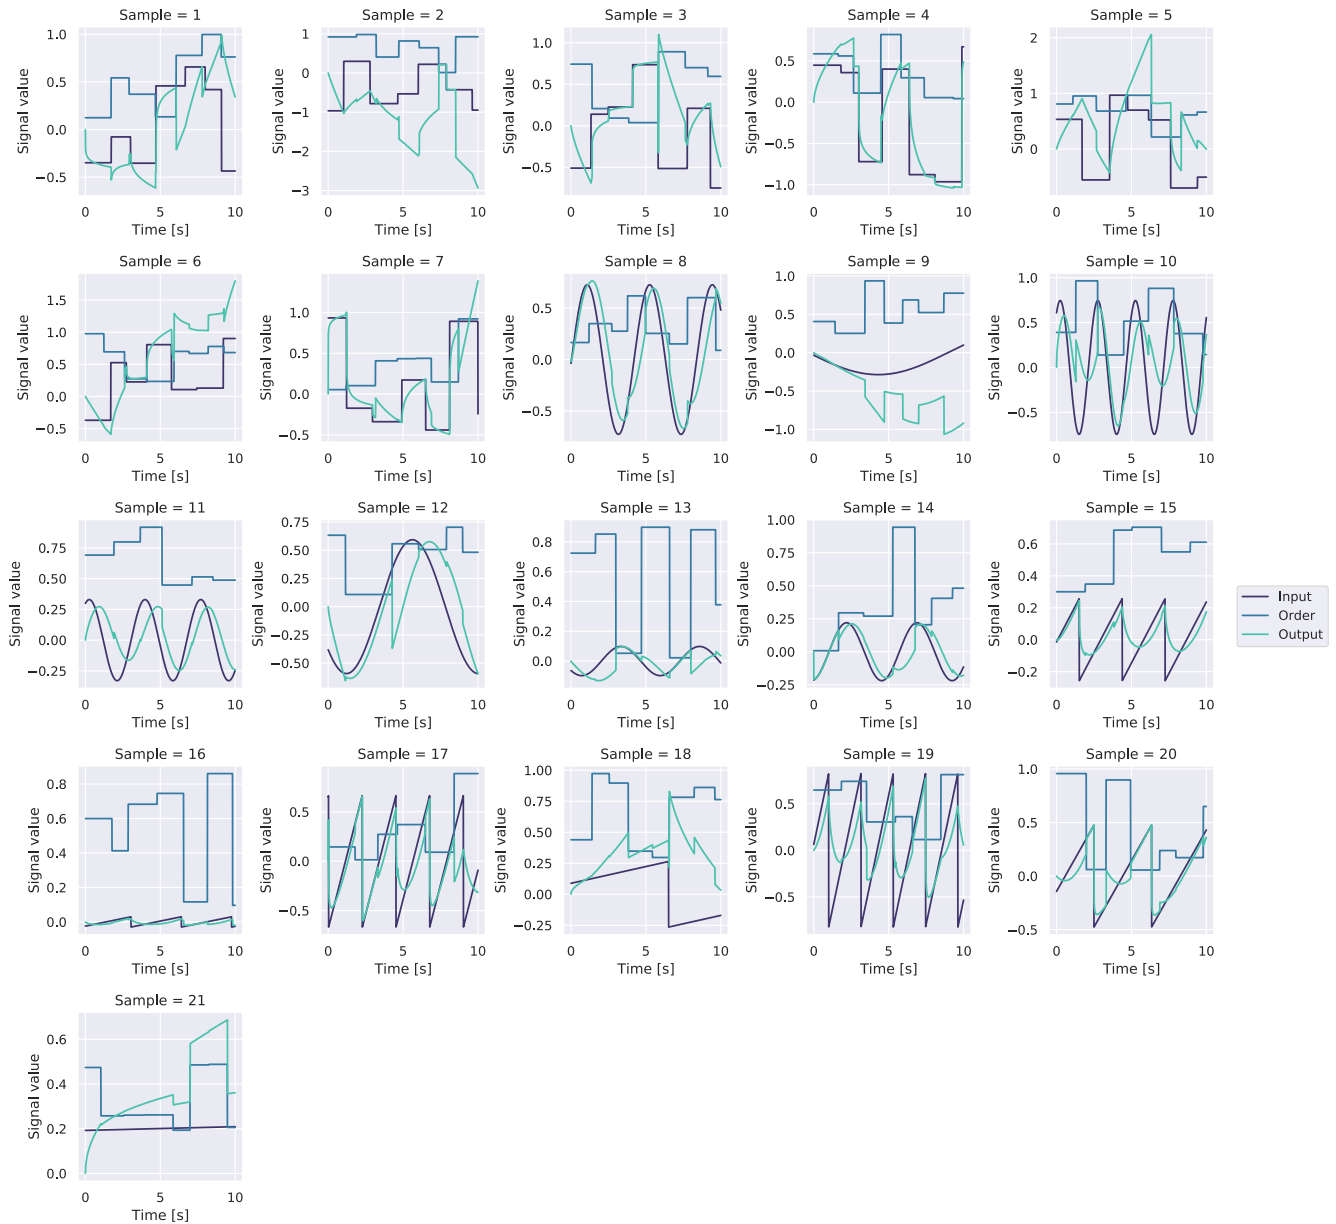 Sample = 1
Sample = 2
Sample = 3
Sample = 4
Sample = 5
Signal value
1.0
0.5
0.0
−0.5
0
5
10
Time [s]
Signal value
1
0
−1
−2
−3
0
5
10
Time [s]
Signal value
1.0
0.5
0.0
−0.5
0
5
10
Time [s]
Signal value
1.0
0.5
0.0
−0.5
−1.0
0
5
10
Time [s]
Signal value
2
1
0
0
5
10
Time [s]
Sample = 6
Sample = 7
Sample = 8
Sample = 9
Sample = 10
Signal value
1.5
1.0
0.5
0.0
−0.5
0
5
10
Time [s]
Signal value
1.0
0.5
0.0
−0.5
0
5
10
Time [s]
Signal value
0.5
0.0
−0.5
0
5
10
Time [s]
Signal value
1.0
0.5
0.0
−0.5
−1.0
0
5
10
Time [s]
Signal value
1.0
0.5
0.0
−0.5
0
5
10
Time [s]
Sample = 11
Sample = 12
Sample = 13
Sample = 14
Sample = 15
Signal value
0.75
0.50
0.25
0.00
−0.25
0
5
10
Time [s]
Signal value
0.75
0.50
0.25
0.00
−0.25
−0.50
0
5
10
Time [s]
Signal value
0.8
0.6
0.4
0.2
0.0
0
5
10
Time [s]
Signal value
1.00
0.75
0.50
0.25
0.00
−0.25
0
5
10
Time [s]
Signal value
0.6
0.4
0.2
0.0
−0.2
0
5
10
Time [s]
Input
Order
Output
Sample = 16
Sample = 17
Sample = 18
Sample = 19
Sample = 20
Signal value
0.8
0.6
0.4
0.2
0.0
0
5
10
Time [s]
Signal value
0.5
0.0
−0.5
0
5
10
Time [s]
Signal value
1.00
0.75
0.50
0.25
0.00
−0.25
0
5
10
Time [s]
Signal value
0.5
0.0
−0.5
0
5
10
Time [s]
Signal value
1.0
0.5
0.0
−0.5
0
5
10
Time [s]
Sample = 21
Signal value
0.6
0.4
0.2
0.0
0
5
10
Time [s]